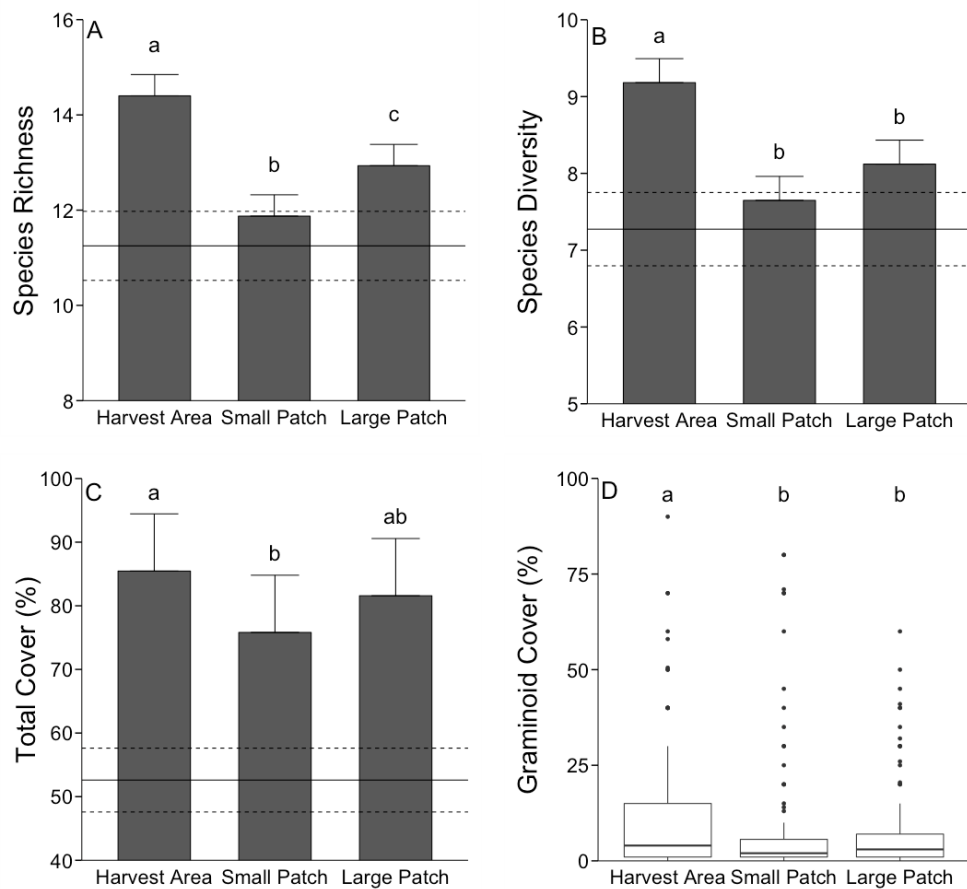 A
Species Richness
16
14
12
10
8
a
b
c
Harvest Area Small Patch Large Patch
B
Species Diversity
10
9
8
7
6
5
a
b
b
Harvest Area Small Patch Large Patch
C
Total Cover (%)
100
90
80
70
60
50
40
a
b
ab
Harvest Area Small Patch Large Patch
D
Graminoid Cover (%)
100
75
50
25
0
a
b
b
Harvest Area Small Patch Large Patch